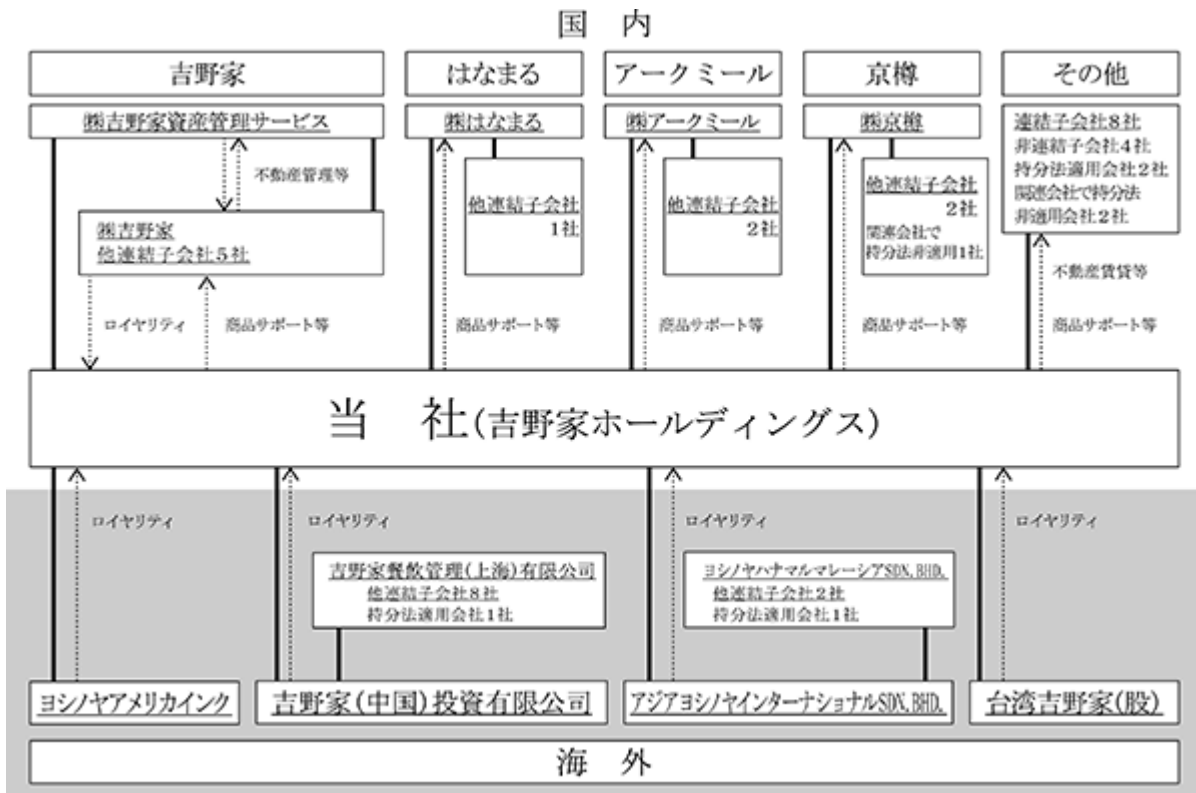 国　内
吉野家
はなまる
アークミール
京樽
その他
㈱吉野家資産管理サービス
㈱はなまる
㈱アークミール
㈱京樽
連結子会社8社
非連結子会社4社
持分法適用会社2社
関連会社で持分法
非適用会社2社
不動産管理等
㈱吉野家
他連結子会社5社
他連結子会社
1社
他連結子会社
2社
他連結子会社
2社
関連会社で
持分法非適用1社
不動産賃貸等
ロイヤリティ
商品サポート等
商品サポート等
商品サポート等
商品サポート等
商品サポート等
当　社(吉野家ホールディングス)
ロイヤリティ
ロイヤリティ
ロイヤリティ
ロイヤリティ
吉野家餐飲管理(上海)有限公司
他連結子会社8社
持分法適用会社1社
ヨシノヤハナマルマレーシアSDN.BHD.
他連結子会社2社
持分法適用会社1社
ヨシノヤアメリカインク
吉野家(中国)投資有限公司
アジアヨシノヤインターナショナルSDN.BHD.
台湾吉野家(股)
海　外